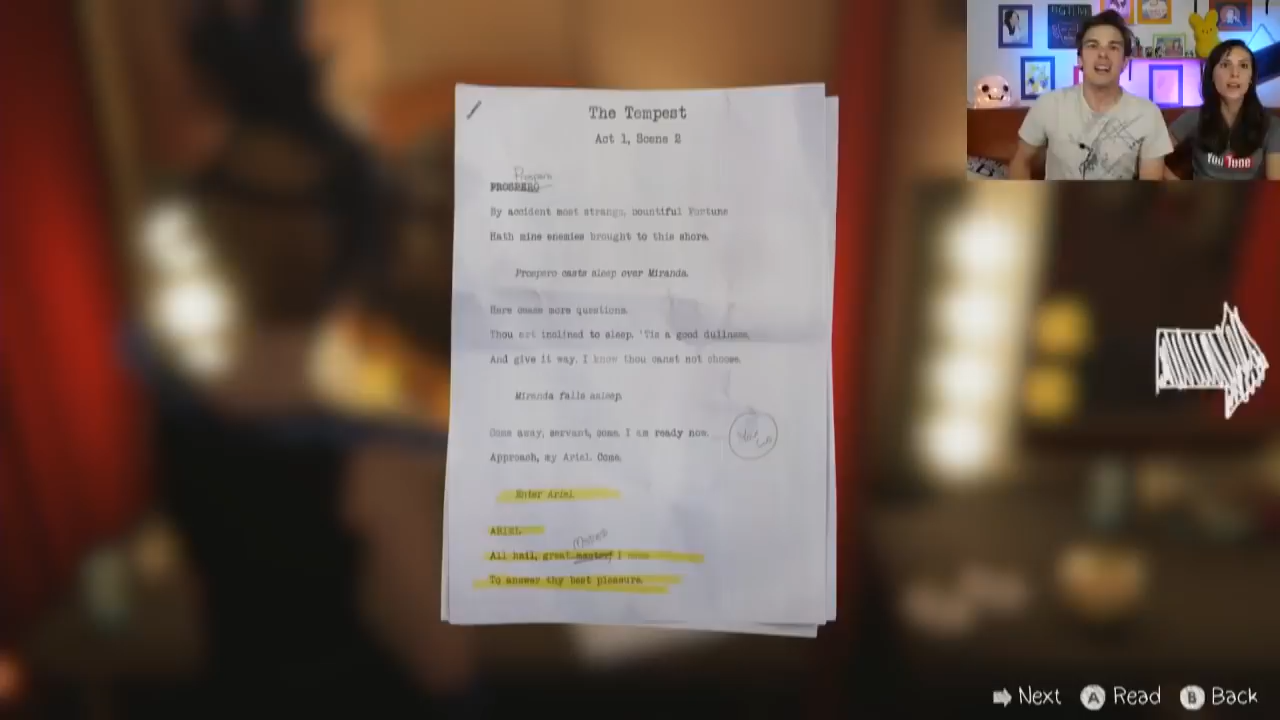 The Tempest
Act 1, Scene 2
Prospera
PROSPERO
By accident most strange, bountiful Fortune
Hath mine enemies brought to this shore.
Prospero casts sleep over Miranda.
Here cease more questions.
Thou art inclined to sleep. 'Tis a good dullness,
And give it way. I know thou canst not choose.
Miranda falls asleep.
Come away, servant, come. I am ready now.
Approach, my Ariel. Come.
Enter Ariel.
ARIEL
All hail, great master! I come
To answer thy best pleasure.
You Tube
Next
A Read
B Back